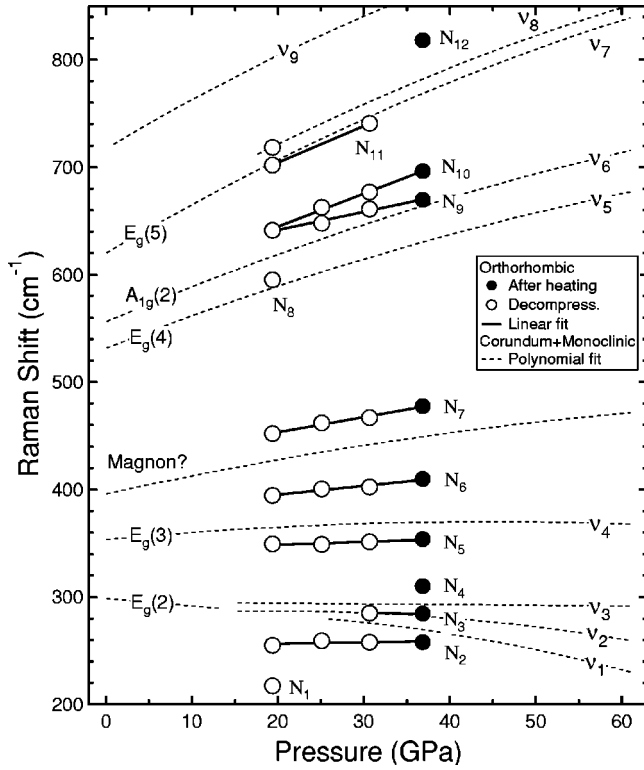 ν8
ν9
N12
ν7
800
N11
700
N10
ν6
N9
ν5
Eg(5)
A1g(2)
600
N8
Eg(4)
Orthorhombic
After heating
Decompress.
Linear fit
Corundum+Monoclinic
Polynomial fit
500
N7
Magnon?
N6
400
Eg(3)
ν4
N5
N4
300
Eg(2)
ν3
N3
ν2
N2
ν1
N1
200
0
10
20
30
40
50
60
Pressure (GPa)
Raman Shift (cm-1)